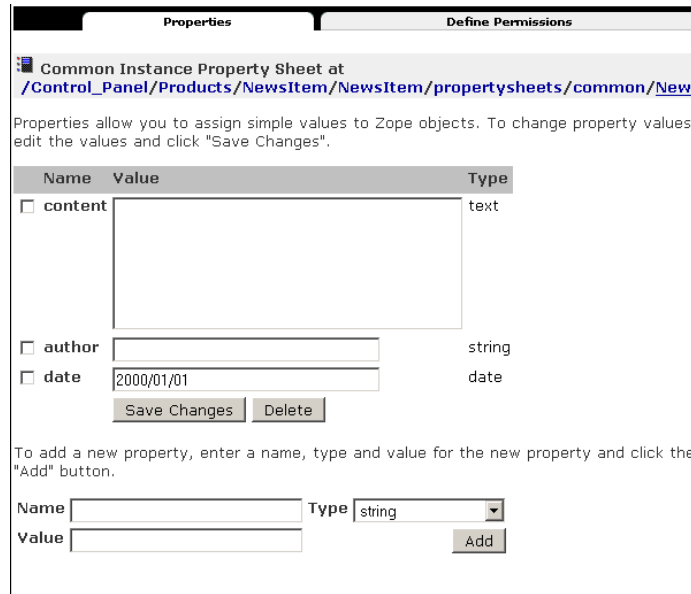 Properties Define Permissions
Common Instance Property Sheet at
/Control_Panel/Products/NewsItem/NewsItem/propertysheets/common/New
Properties allow you to assign simple values to Zope objects. To change property values
edit the values and click "Save Changes".
Name Value Type
content text
author string
date 2000/01/01 date
Save Changes Delete
To add a new property, enter a name, type and value for the new property and click the
"Add" button.
Name Type string
Value Add